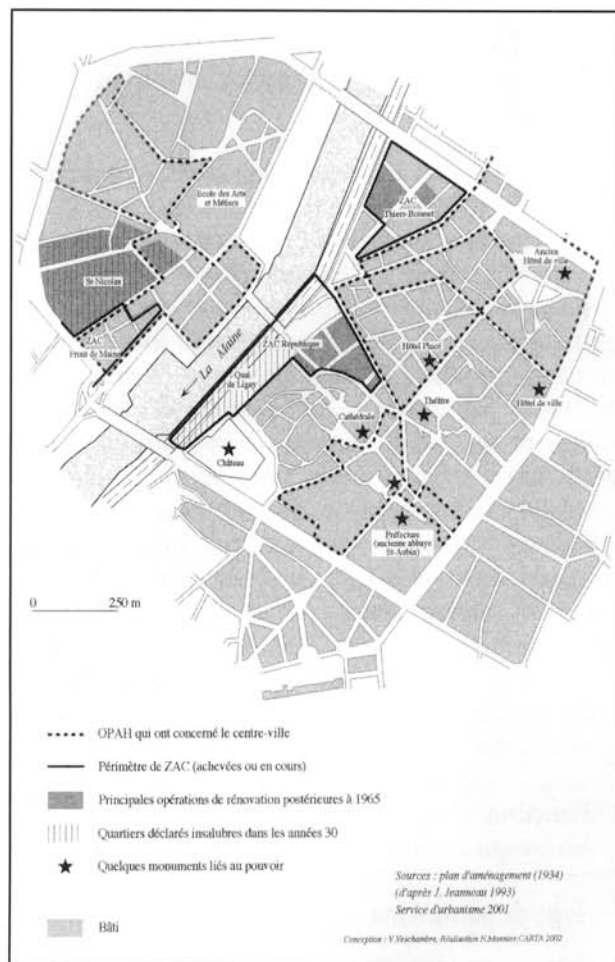 Ecole des Arts
et Métiers
ZAC
Thiers-Boisnet
Ancien
Hôtel de ville
St-Nicolas
ZAC
Front de Maine
La Maine
ZAC République
Quai
de Ligny
Hôtel Pincé
Hôtel de ville
Théâtre
Cathédrale
Château
Préfecture
(ancienne abbaye
St-Aubin)
0 250 m
OPAH qui ont concerné le centre-ville
Périmètre de ZAC (achevées ou en cours)
Principales opérations de rénovation postérieures à 1965
Quartiers déclarés insalubres dans les années 30
Quelques monuments liés au pouvoir
Bâti
Sources : plan d'aménagement (1934)
(d'après J. Jeanneau 1993)
Service d'urbanisme 2001
Conception : V.Veschambre, Réalisation N.Monnier.CARTA 2002